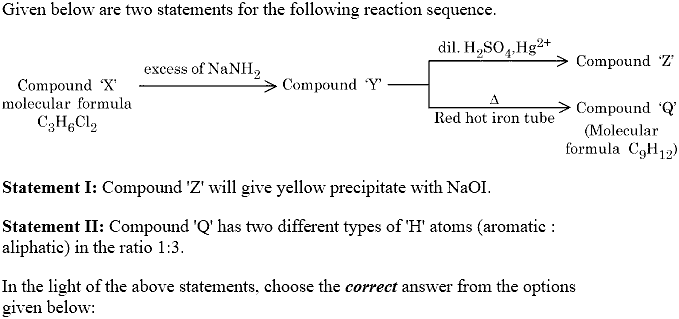 Given below are two statements for the following reaction sequence.
dil. H₂SO₄,Hg²⁺
Compound 'Z'
excess of NaNH₂
Compound 'X'
molecular formula
C₃H₆Cl₂
Compound 'Y'
Δ
Red hot iron tube
Compound 'Q'
(Molecular
formula C₉H₁₂)
Statement I: Compound 'Z' will give yellow precipitate with NaOI.
Statement II: Compound 'Q' has two different types of 'H' atoms (aromatic :
aliphatic) in the ratio 1:3.
In the light of the above statements, choose the correct answer from the options
given below: